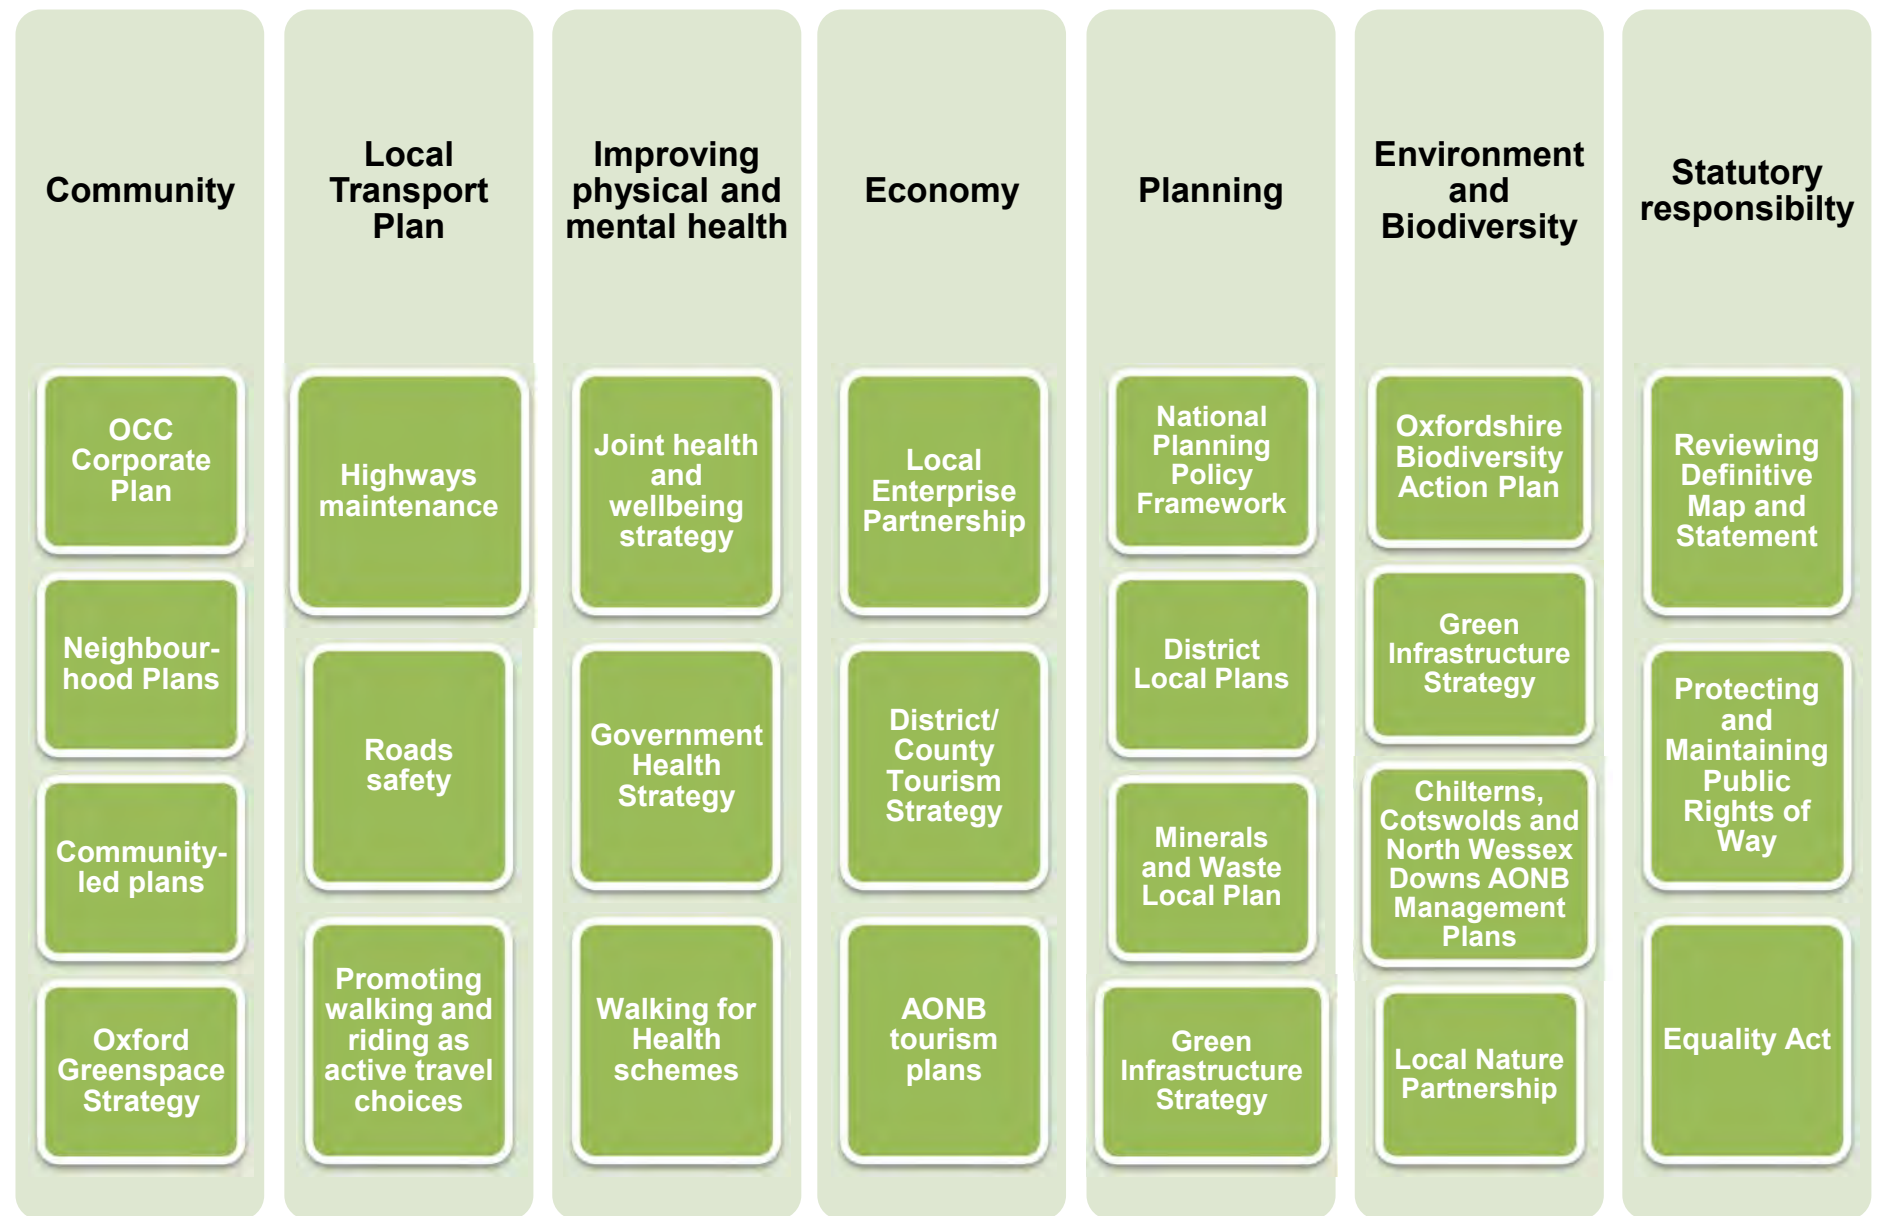 Community
OCC
Corporate
Plan
Neighbour-
hood Plans
Community-
led plans
Oxford
Greenspace
Strategy
Local
Transport
Plan
Highways
maintenance
Roads
safety
Promoting
walking and
riding as
active travel
choices
Improving
physical and
mental health
Joint health
and
wellbeing
strategy
Government
Health
Strategy
Walking for
Health
schemes
Economy
Local
Enterprise
Partnership
District/
County
Tourism
Strategy
AONB
tourism
plans
Planning
National
Planning
Policy
Framework
District
Local Plans
Minerals
and Waste
Local Plan
Green
Infrastructure
Strategy
Environment
and
Biodiversity
Oxfordshire
Biodiversity
Action Plan
Green
Infrastructure
Strategy
Chilterns,
Cotswolds and
North Wessex
Downs AONB
Management
Plans
Local Nature
Partnership
Statutory
responsibilty
Reviewing
Definitive
Map and
Statement
Protecting
and
Maintaining
Public
Rights of
Way
Equality Act